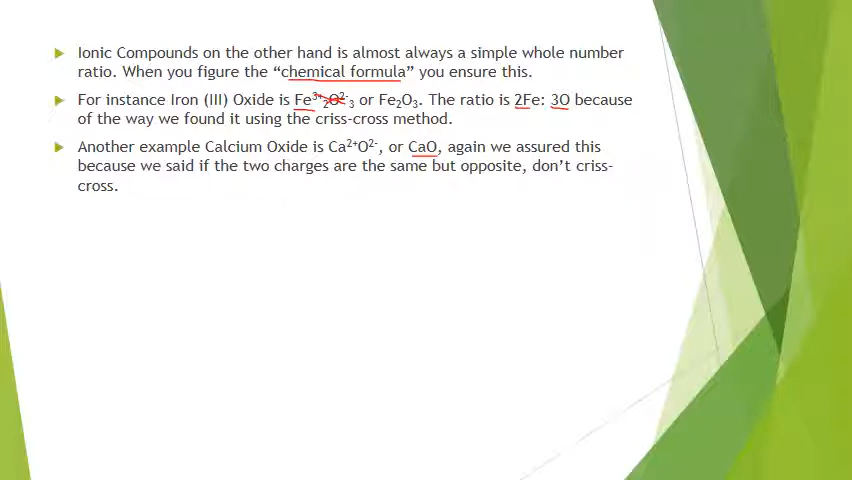 Ionic Compounds on the other hand is almost always a simple whole number
ratio. When you figure the “chemical formula” you ensure this.
For instance Iron (III) Oxide is Fe³⁺₂O²⁻₃ or Fe₂O₃. The ratio is 2Fe: 3O because
of the way we found it using the criss-cross method.
Another example Calcium Oxide is Ca²⁺O²⁻, or CaO, again we assured this
because we said if the two charges are the same but opposite, don’t criss-
cross.